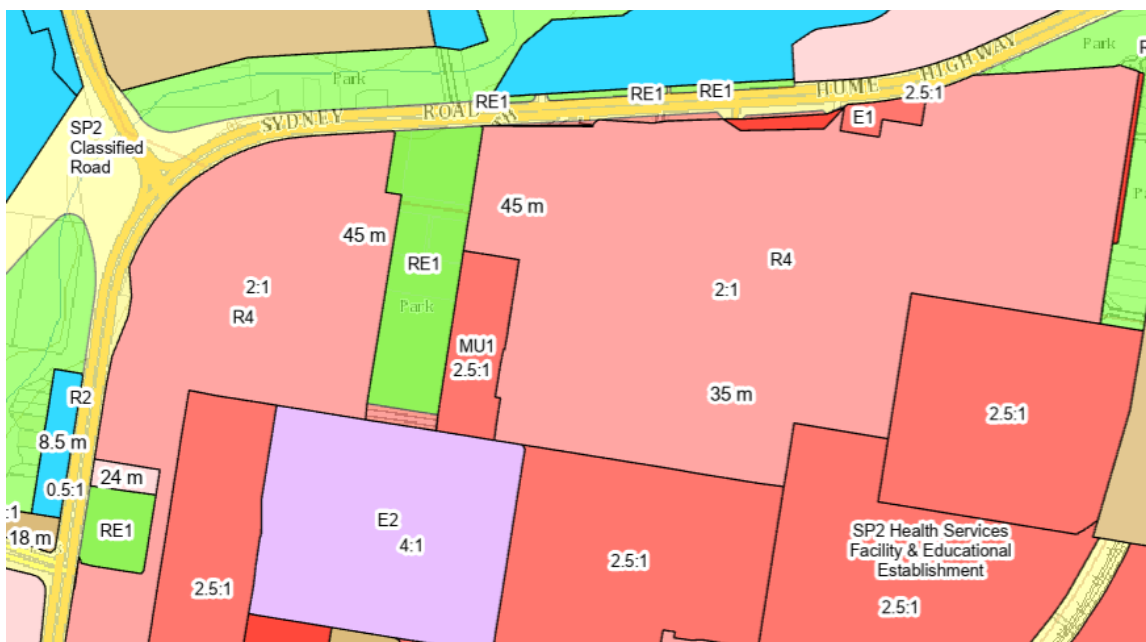 Park
RE1
RE1
RE1
SYDNEY
ROAD
HUME
HIGHWAY
2.5:1
Park
SP2
Classified
Road
E1
45 m
45 m
RE1
R4
2:1
2:1
R4
Park
MU1
2.5:1
R2
35 m
2.5:1
8.5 m
24 m
0.5:1
RE1
18 m
E2
4:1
SP2 Health Services
Facility & Educational
Establishment
2.5:1
2.5:1
2.5:1